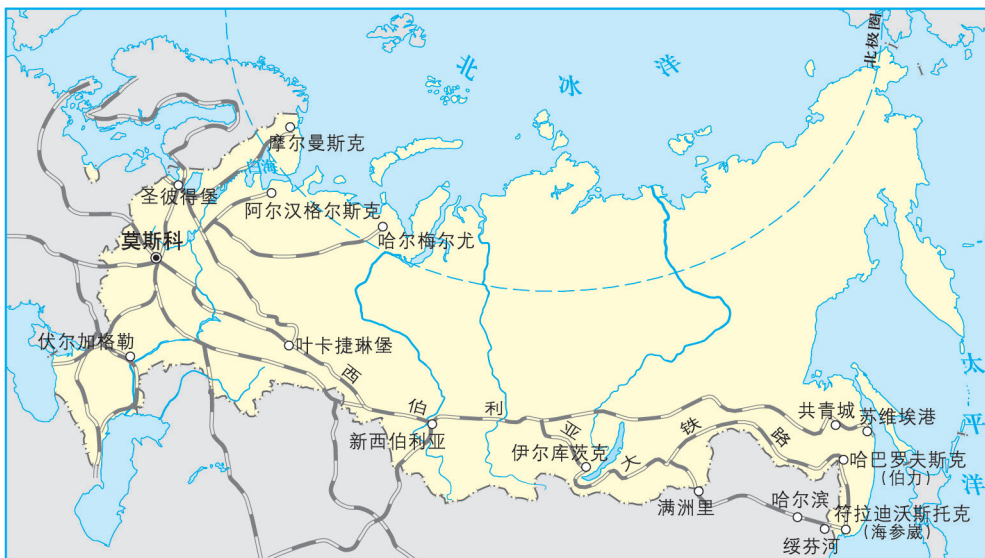 北冰洋
北极圈
摩尔曼斯克
白海
圣彼得堡
阿尔汉格尔斯克
哈尔梅尔尤
莫斯科
伏尔加格勒
叶卡捷琳堡
西伯利亚大铁路
太平洋
新西伯利亚
伊尔库茨克
共青城
苏维埃港
哈巴罗夫斯克
(伯力)
满洲里
哈尔滨
绥芬河
符拉迪沃斯托克
(海参崴)